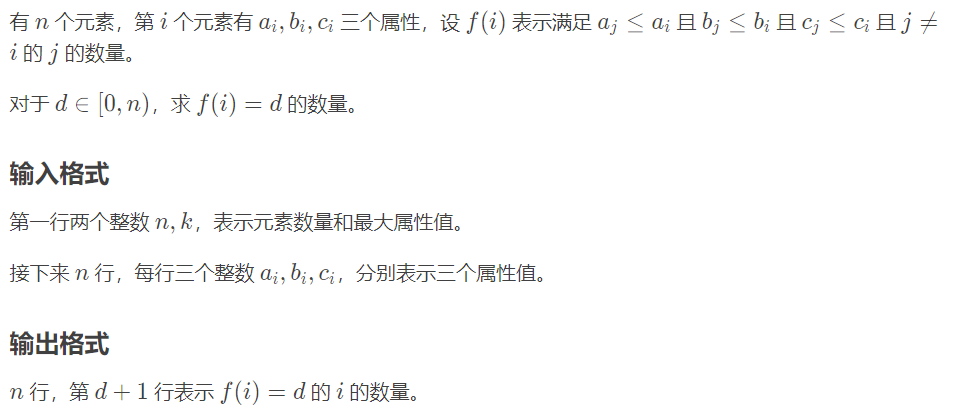 有 n 个元素，第 i 个元素有 a_i, b_i, c_i 三个属性，设 f(i) 表示满足 a_j ≤ a_i 且 b_j ≤ b_i 且 c_j ≤ c_i 且 j ≠
i 的 j 的数量。
对于 d ∈ [0, n)，求 f(i) = d 的数量。
输入格式
第一行两个整数 n, k，表示元素数量和最大属性值。
接下来 n 行，每行三个整数 a_i, b_i, c_i，分别表示三个属性值。
输出格式
n 行，第 d + 1 行表示 f(i) = d 的 i 的数量。